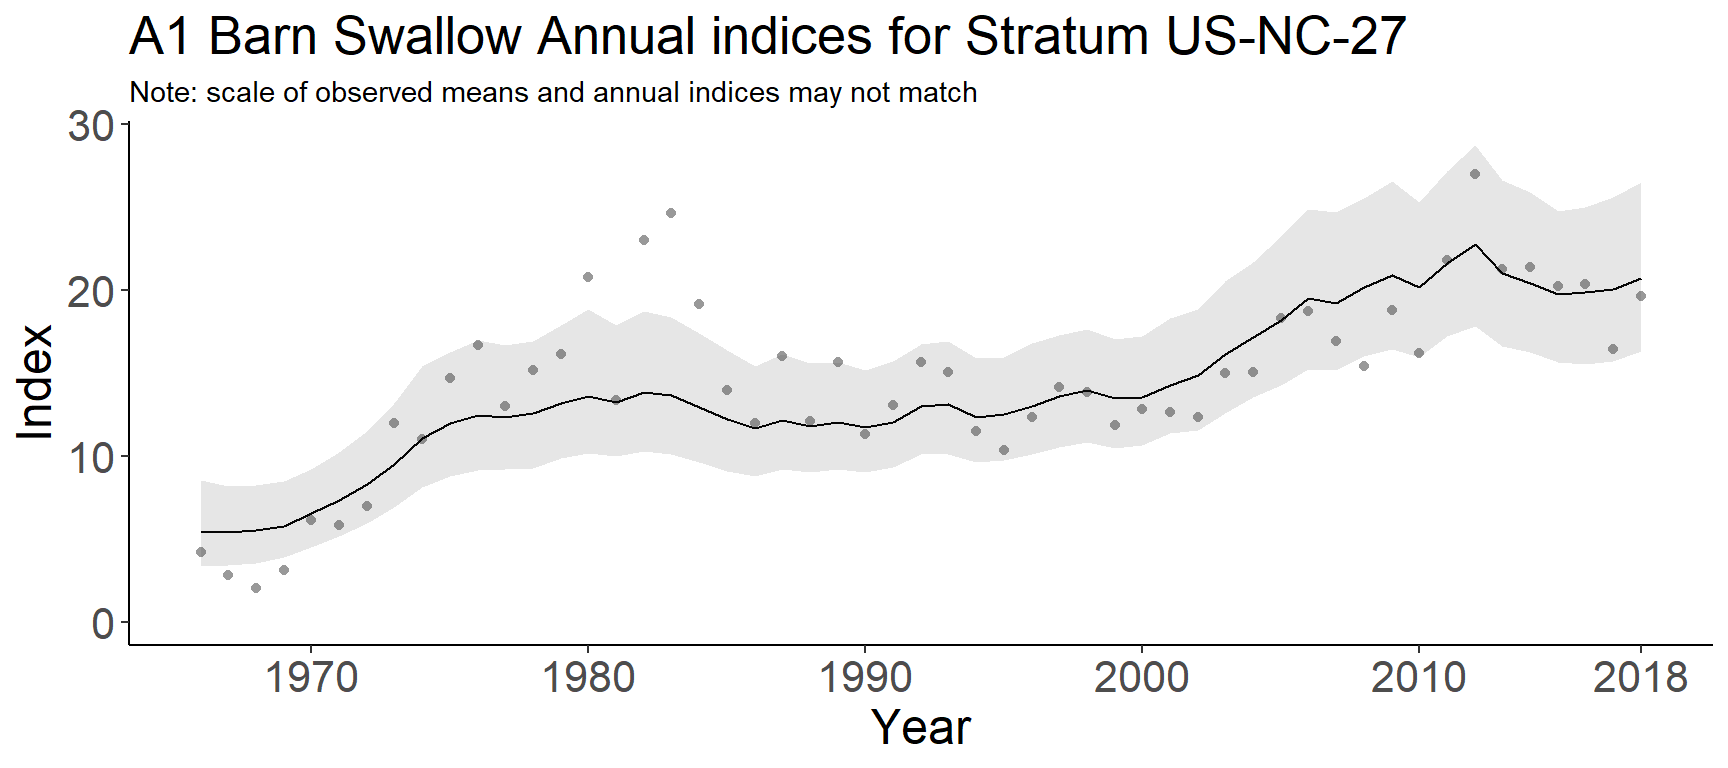 A1 Barn Swallow Annual indices for Stratum US-NC-27
Note: scale of observed means and annual indices may not match
30
20
10
0
Index
1970 1980 1990 2000 2010 2018
Year